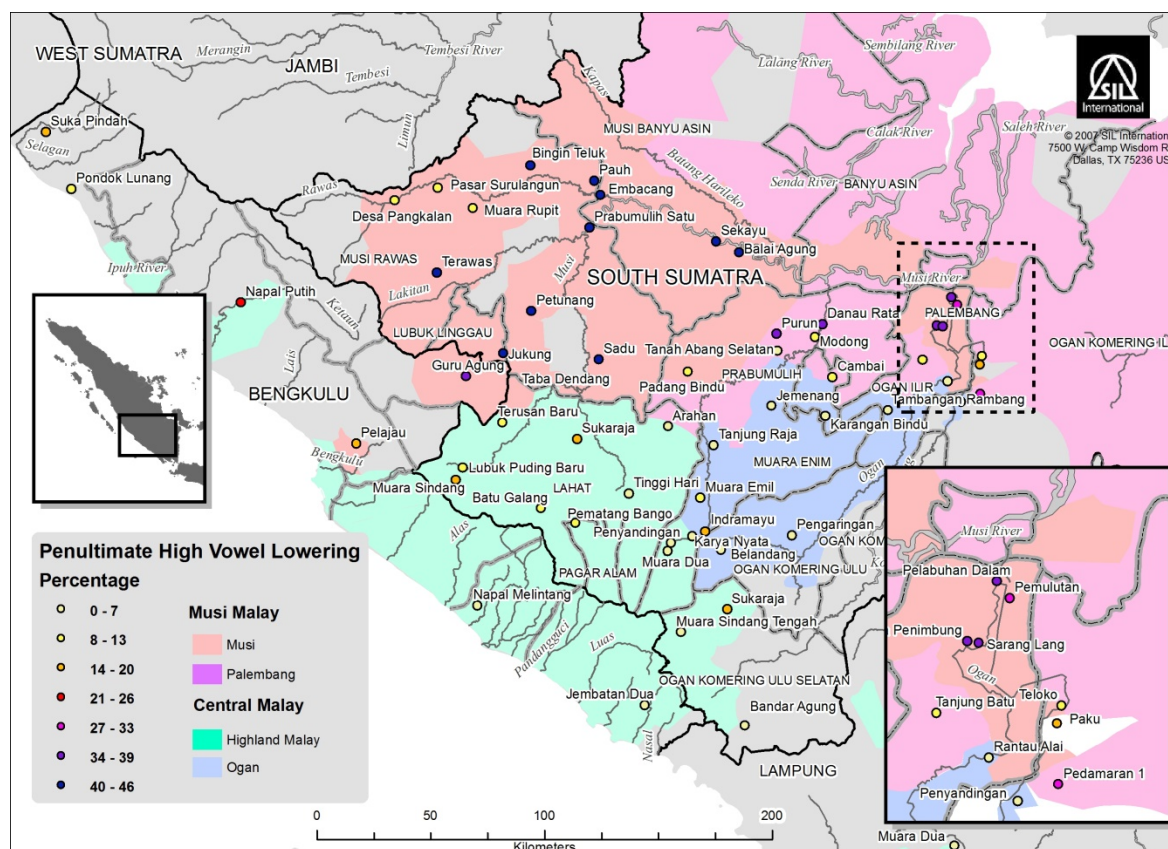 WEST SUMATRA
Merangin
JAMBI
Tembesi
Tembesi River
Limun
Kapas
Lalang River
Sembilang River
SIL
International
© 2007 SIL Internation
7500 W. Camp Wisdom R
Dallas, TX 75236 US
Suka Pindah
Selagan
Pondok Lunang
MUSI BANYU ASIN
Calak River
Saleh River
Bingin Teluk
Pauh
Batang Harileko
Senda River
BANYU ASIN
Rawas
Pasar Surulangun
Embacang
Desa Pangkalan
Muara Rupit
Prabumulih Satu
Sekayu
Balai Agung
MUSI RAWAS
Terawas
Musi
SOUTH SUMATRA
Musi River
Ipuh River
Napal Putih
Ketaun
Lakitan
Petunang
Danau Rata
PALEMBANG
LUBUK LINGGAU
Purun
Modong
OGAN KOMERING IL
Lais
Jukung
Sadu
Tanah Abang Selatan
Guru Agung
PRABUMULIH
Cambai
BENGKULU
Taba Dendang
Padang Bindu
OGAN ILIR
Jemenang
Tambangan Rambang
Terusan Baru
Arahan
Karangan Bindu
Pelajau
Sukaraja
Tanjung Raja
Bengkulu
MUARA ENIM
Ogan
Lubuk Puding Baru
Muara Sindang
LAHAT
Tinggi Hari
Muara Emil
Batu Galang
Pematang Bango
Indramayu
Pengaringan
Alas
Penyandingan
Karya Nyata
OGAN KOM
Belandang
Muara Dua
OGAN KOMERING ULU
PAGAR ALAM
Napal Melintang
Sukaraja
Muara Sindang Tengah
Pandangguci
Luas
OGAN KOMERING ULU SELATAN
Jembatan Dua
Bandar Agung
Nasal
LAMPUNG
Penultimate High Vowel Lowering
Percentage
0 - 7
8 - 13
14 - 20
21 - 26
27 - 33
34 - 39
40 - 46
Musi Malay
Musi
Palembang
Central Malay
Highland Malay
Ogan
0 50 100 200
Kilometers
Musi River
Pelabuhan Dalam
Pemulutan
Penimbung
Sarang Lang
Ogan
Tanjung Batu
Teloko
Paku
Rantau Alai
Pedamaran 1
Penyandingan
Muara Dua